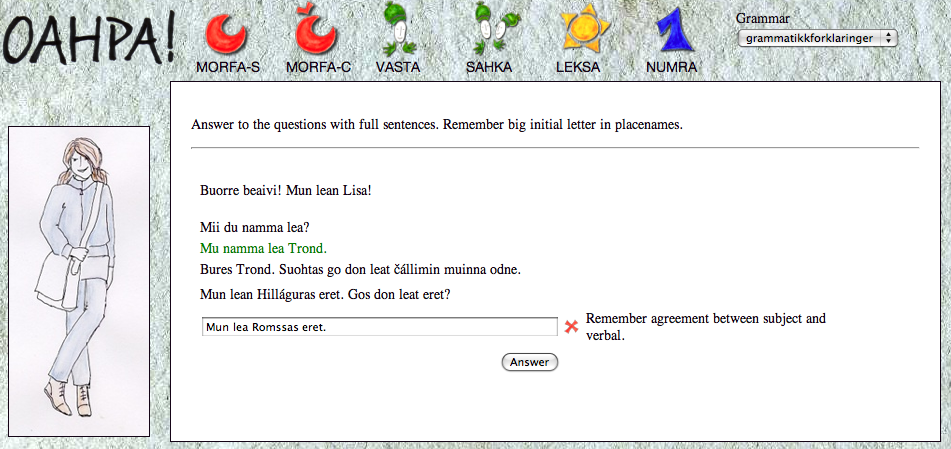 OAHPA!
MORFA-S
MORFA-C
VASTA
SAHKA
LEKSA
NUMRA
Grammar
grammatikkforklaringer
Answer to the questions with full sentences. Remember big initial letter in placenames.
Buorre beaivi! Mun lean Lisa!
Mii du namma lea?
Mu namma lea Trond.
Bures Trond. Suohtas go don leat čállimin muinna odne.
Mun lean Hilláguras eret. Gos don leat eret?
Mun lea Romssas eret.
Remember agreement between subject and
verbal.
Answer